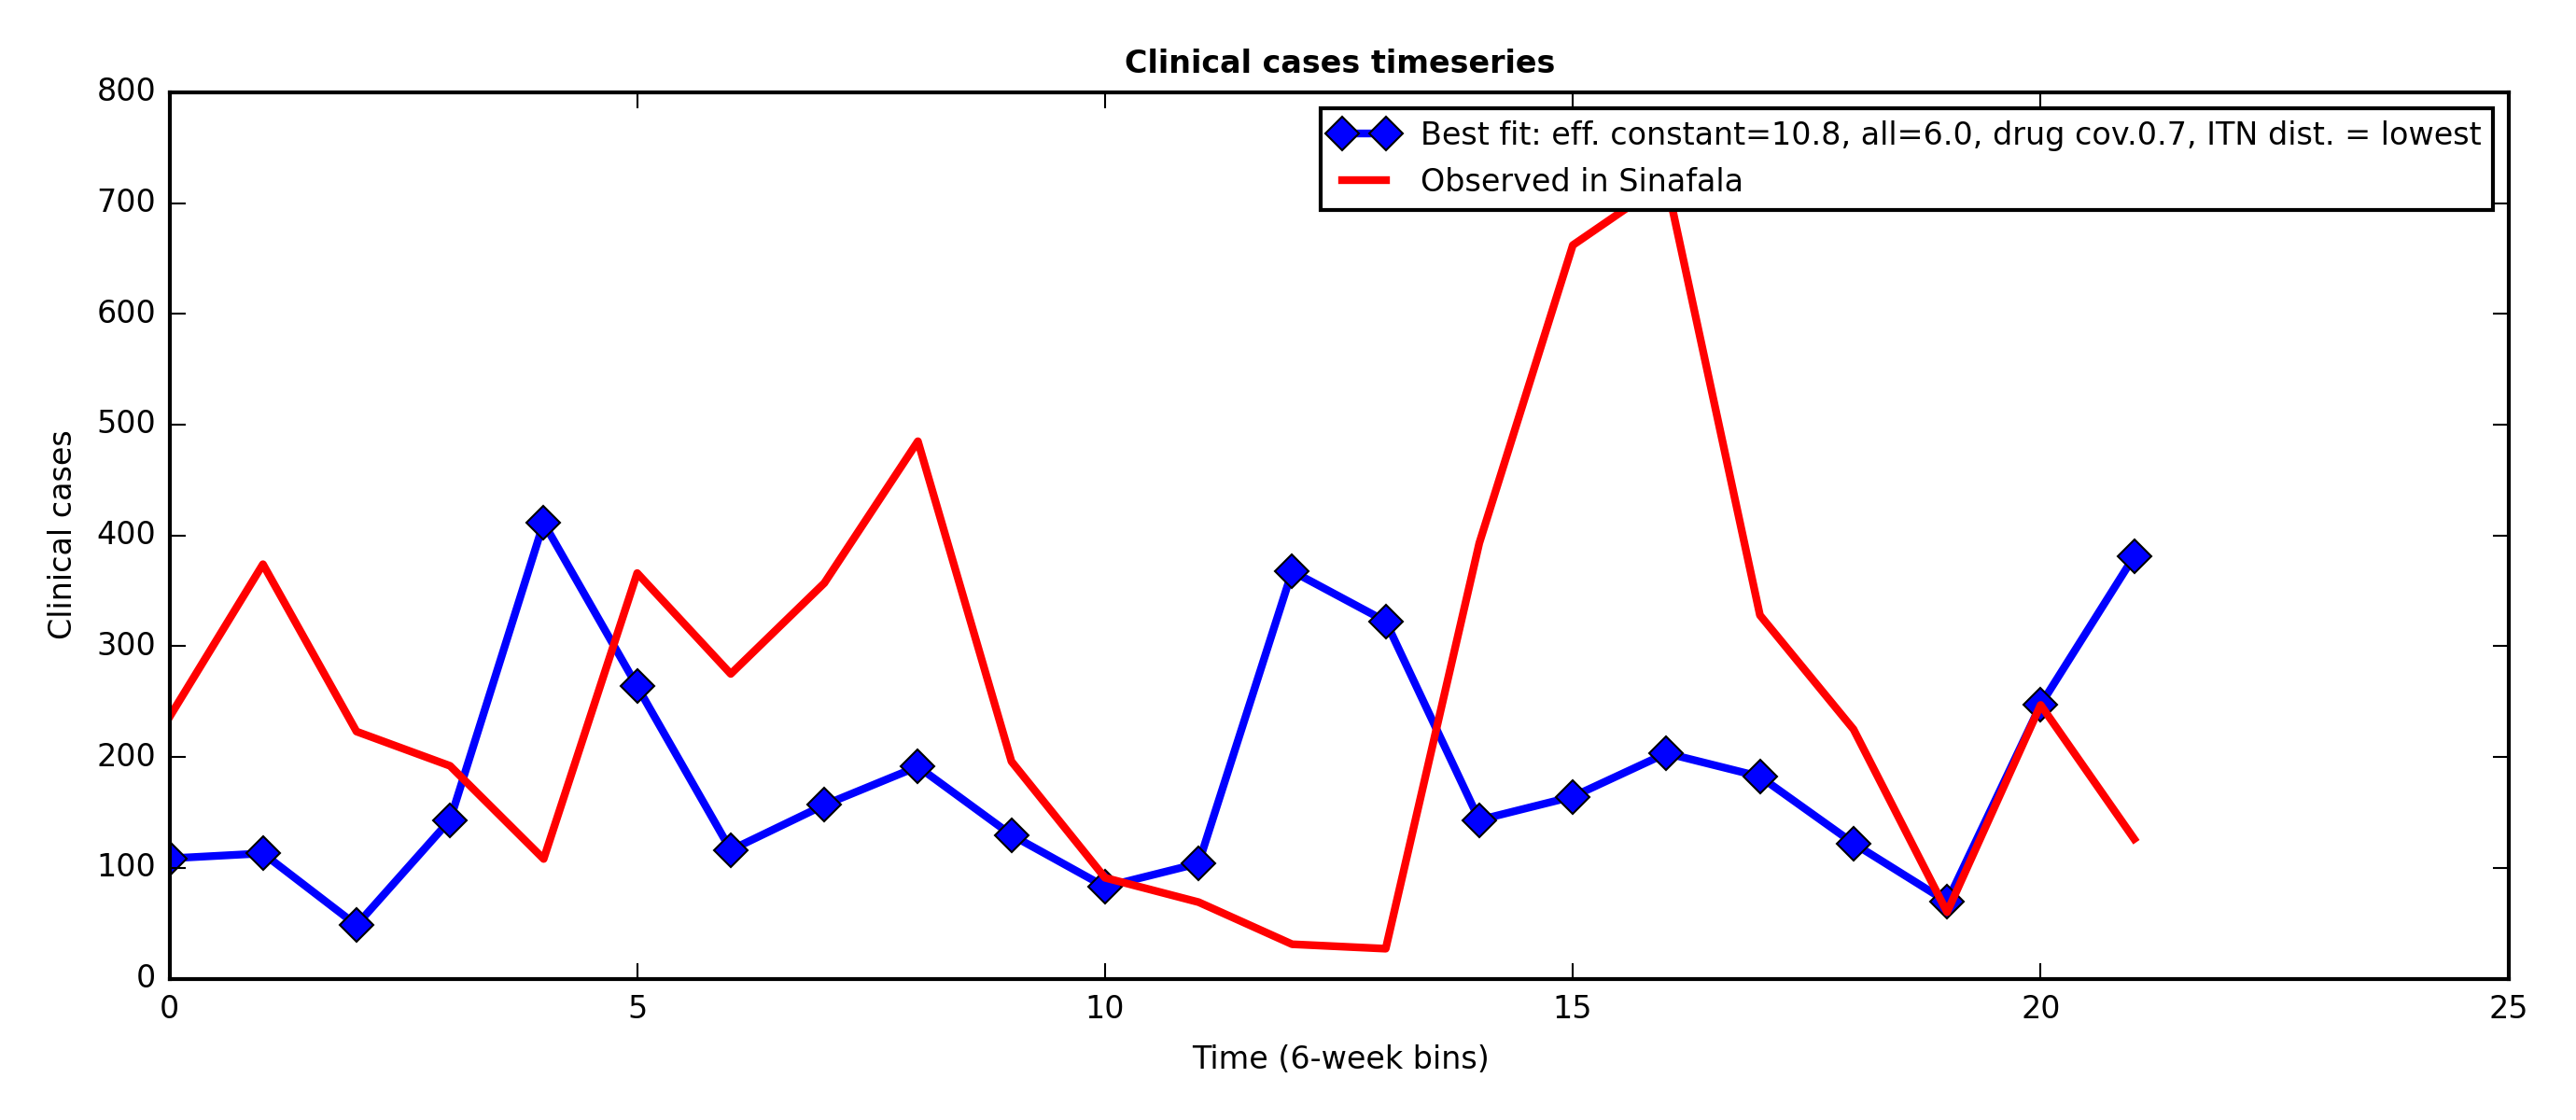 Clinical cases timeseries
800
700
600
500
400
300
200
100
0
Clinical cases
Best fit: eff. constant=10.8, all=6.0, drug cov.0.7, ITN dist. = lowest
Observed in Sinafala
0 5 10 15 20 25
Time (6-week bins)